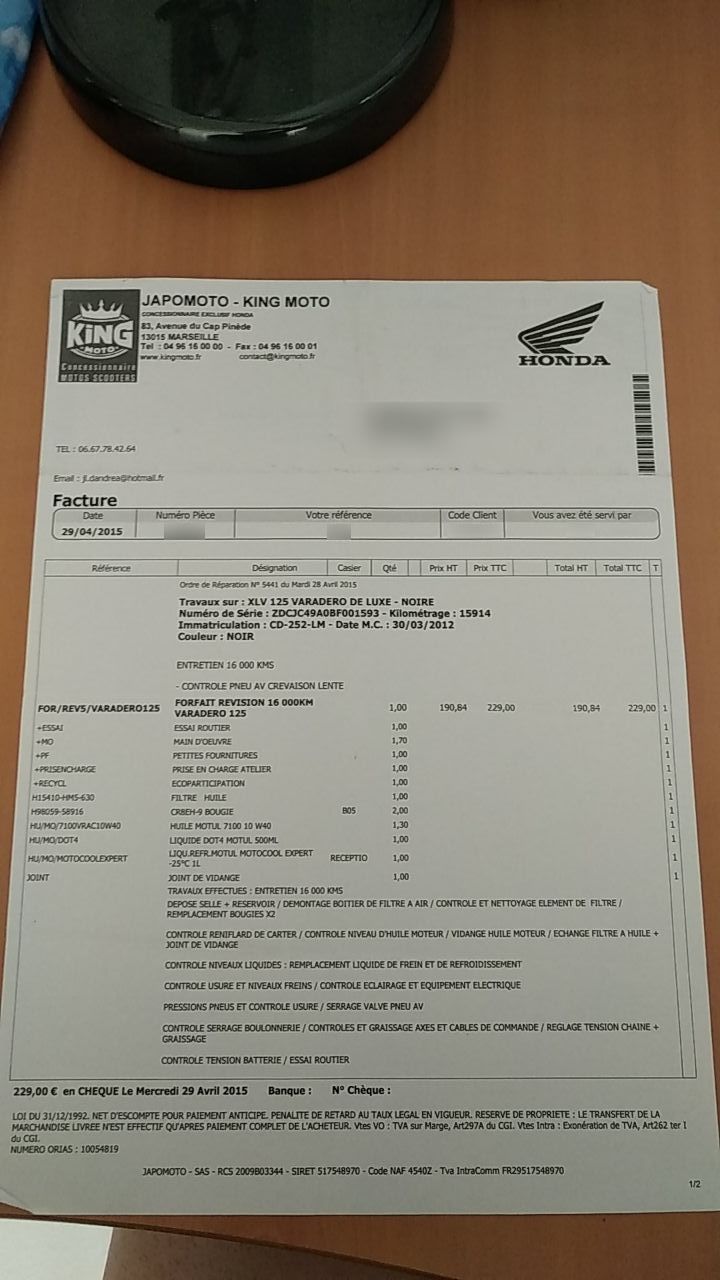 KING
MOTO
Concessionnaire
MOTOS SCOOTERS
JAPOMOTO - KING MOTO
CONCESSIONNAIRE EXCLUSIF HONDA
83, Avenue du Cap Pinède
13015 MARSEILLE
Tel : 04 96 16 00 00 - Fax : 04 96 16 00 01
www.kingmoto.fr contact@kingmoto.fr
HONDA
TEL : 06.67.78.42.64
Email : jl.dandrea@hotmail.fr
Facture
Date Numéro Pièce Votre référence Code Client Vous avez été servi par
29/04/2015
Référence Désignation Casier Qté Prix HT Prix TTC Total HT Total TTC T
Ordre de Réparation N° 5441 du Mardi 28 Avril 2015
Travaux sur : XLV 125 VARADERO DE LUXE - NOIRE
Numéro de Série : ZDCJC49A0BF001593 - Kilométrage : 15914
Immatriculation : CD-252-LM - Date M.C. : 30/03/2012
Couleur : NOIR
ENTRETIEN 16 000 KMS
- CONTROLE PNEU AV CREVAISON LENTE
FOR/REV5/VARADERO125 FORFAIT REVISION 16 000KM VARADERO 125 1,00 190,84 229,00 190,84 229,00 1
+ESSAI ESSAI ROUTIER 1,00 1
+MO MAIN D'OEUVRE 1,70 1
+PF PETITES FOURNITURES 1,00 1
+PRISENCHARGE PRISE EN CHARGE ATELIER 1,00 1
+RECYCL ECOPARTICIPATION 1,00 1
H15410-HM5-630 FILTRE HUILE 1,00 1
H98059-58916 CR8EH-9 BOUGIE B05 2,00 1
HU/MO/7100VRAC10W40 HUILE MOTUL 7100 10 W40 1,30 1
HU/MO/DOT4 LIQUIDE DOT4 MOTUL 500ML 1,00 1
HU/MO/MOTOCOOLEXPERT LIQU.REFR.MOTUL MOTOCOOL EXPERT -25°C 1L RECEPTIO 1,00 1
JOINT JOINT DE VIDANGE 1,00 1
TRAVAUX EFFECTUES : ENTRETIEN 16 000 KMS
DEPOSE SELLE + RESERVOIR / DEMONTAGE BOITIER DE FILTRE A AIR / CONTROLE ET NETTOYAGE ELEMENT DE FILTRE /
REMPLACEMENT BOUGIES X2
CONTROLE RENIFLARD DE CARTER / CONTROLE NIVEAU D'HUILE MOTEUR / VIDANGE HUILE MOTEUR / ECHANGE FILTRE A HUILE +
JOINT DE VIDANGE
CONTROLE NIVEAUX LIQUIDES : REMPLACEMENT LIQUIDE DE FREIN ET DE REFROIDISSEMENT
CONTROLE USURE ET NIVEAUX FREINS / CONTROLE ECLAIRAGE ET EQUIPEMENT ELECTRIQUE
PRESSIONS PNEUS ET CONTROLE USURE / SERRAGE VALVE PNEU AV
CONTROLE SERRAGE BOULONNERIE / CONTROLES ET GRAISSAGE AXES ET CABLES DE COMMANDE / REGLAGE TENSION CHAINE +
GRAISSAGE
CONTROLE TENSION BATTERIE / ESSAI ROUTIER
229,00 € en CHEQUE Le Mercredi 29 Avril 2015 Banque : N° Chèque :
LOI DU 31/12/1992. NET D'ESCOMPTE POUR PAIEMENT ANTICIPE. PENALITE DE RETARD AU TAUX LEGAL EN VIGUEUR. RESERVE DE PROPRIETE : LE TRANSFERT DE LA
MARCHANDISE LIVREE N'EST EFFECTIF QU'APRES PAIEMENT COMPLET DE L'ACHETEUR. Vtes VO : TVA sur Marge, Art297A du CGI. Vtes Intra : Exonération de TVA, Art262 ter I
du CGI.
NUMERO ORIAS : 10054819
JAPOMOTO - SAS - RCS 2009B03344 - SIRET 517548970 - Code NAF 4540Z - Tva IntraComm FR29517548970
1/2